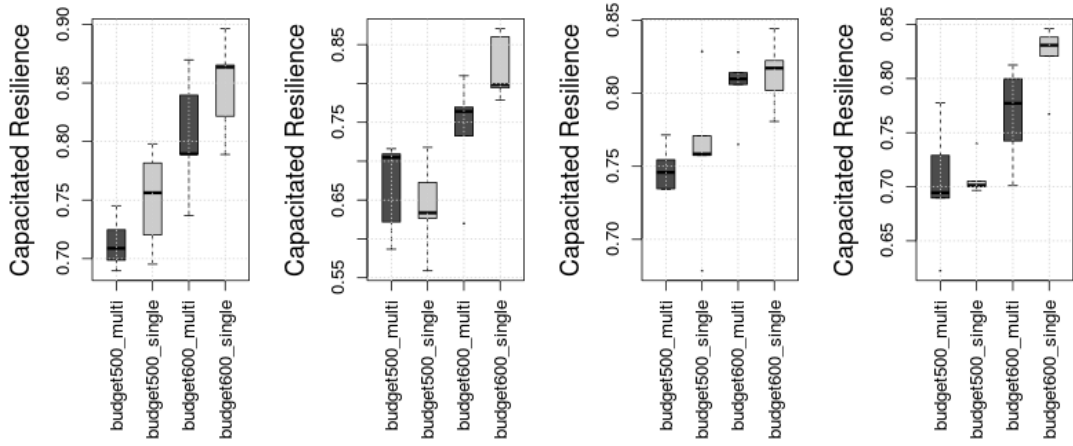 Capacitated Resilience
0.70 0.75 0.80 0.85 0.90
budget500_multi
budget500_single
budget600_multi
budget600_single
Capacitated Resilience
0.55 0.65 0.75 0.85
budget500_multi
budget500_single
budget600_multi
budget600_single
Capacitated Resilience
0.70 0.75 0.80 0.85
budget500_multi
budget500_single
budget600_multi
budget600_single
Capacitated Resilience
0.65 0.70 0.75 0.80 0.85
budget500_multi
budget500_single
budget600_multi
budget600_single